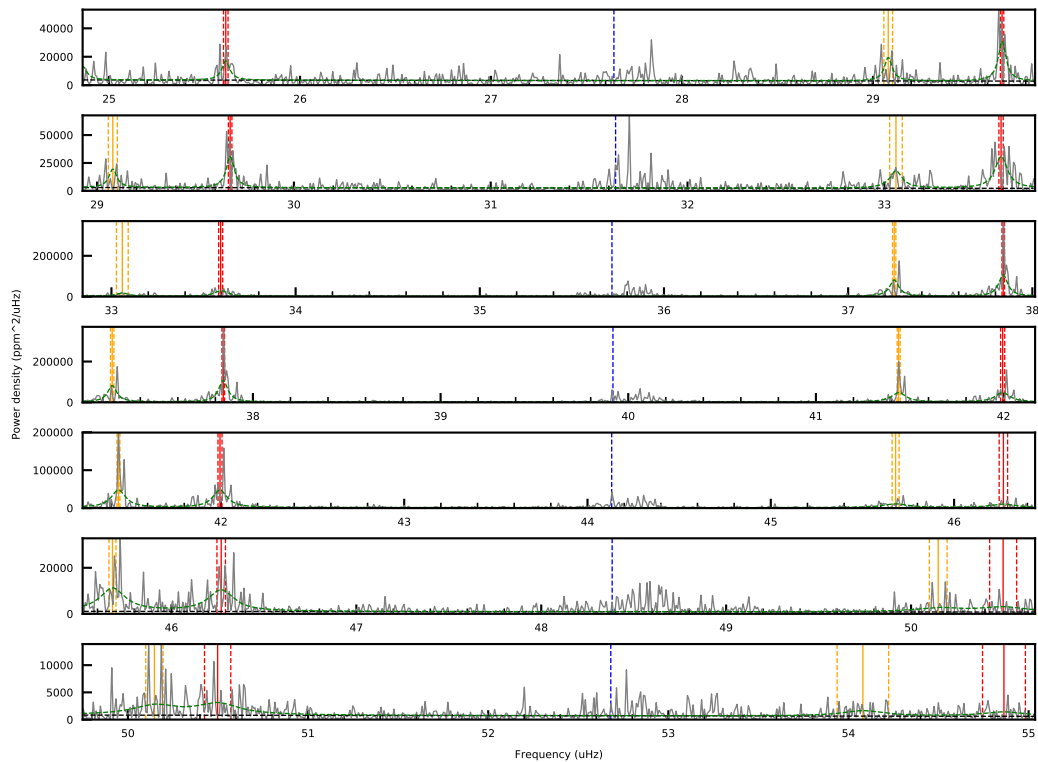 40000
20000
0
25 26 27 28 29
50000
25000
0
29 30 31 32 33
200000
0
33 34 35 36 37 38
200000
0
38 39 40 41 42
200000
100000
0
42 43 44 45 46
20000
0
46 47 48 49 50
10000
5000
0
50 51 52 53 54 55
Power density (ppm^2/uHz)
Frequency (uHz)